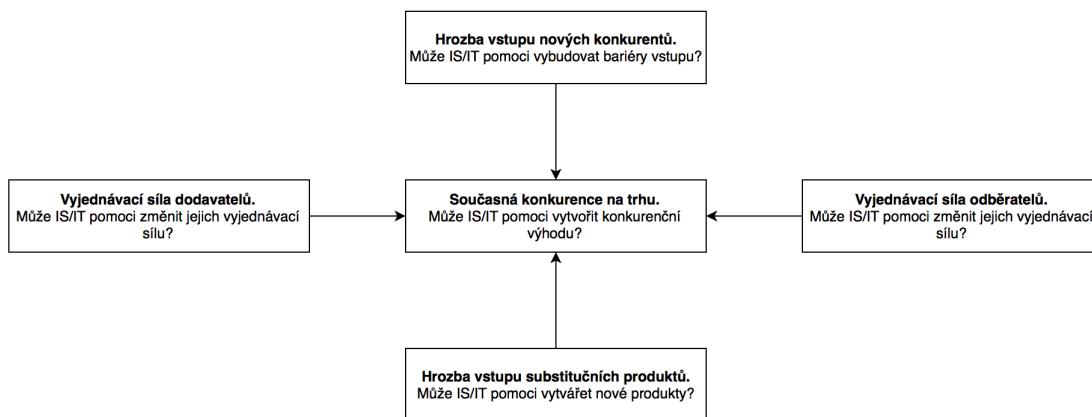 Hrozba vstupu nových konkurentů.
Může IS/IT pomoci vybudovat bariéry vstupu?
Vyjednávací síla dodavatelů.
Může IS/IT pomoci změnit jejich vyjednávací
sílu?
Současná konkurence na trhu.
Může IS/IT pomoci vytvořit konkurenční
výhodu?
Vyjednávací síla odběratelů.
Může IS/IT pomoci změnit jejich vyjednávací
sílu?
Hrozba vstupu substitučních produktů.
Může IS/IT pomoci vytvářet nové produkty?